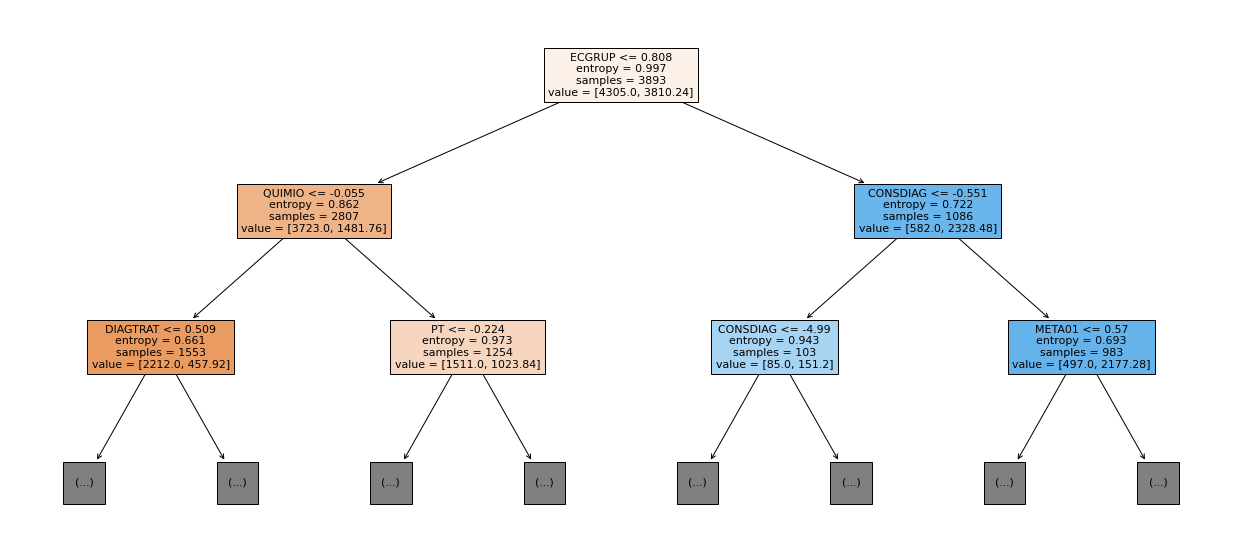 ECGRUP <= 0.808
entropy = 0.997
samples = 3893
value = [4305.0, 3810.24]
QUIMIO <= -0.055
entropy = 0.862
samples = 2807
value = [3723.0, 1481.76]
CONSDIAG <= -0.551
entropy = 0.722
samples = 1086
value = [582.0, 2328.48]
DIAGTRAT <= 0.509
entropy = 0.661
samples = 1553
value = [2212.0, 457.92]
PT <= -0.224
entropy = 0.973
samples = 1254
value = [1511.0, 1023.84]
CONSDIAG <= -4.99
entropy = 0.943
samples = 103
value = [85.0, 151.2]
META01 <= 0.57
entropy = 0.693
samples = 983
value = [497.0, 2177.28]
(...)
(...)
(...)
(...)
(...)
(...)
(...)
(...)